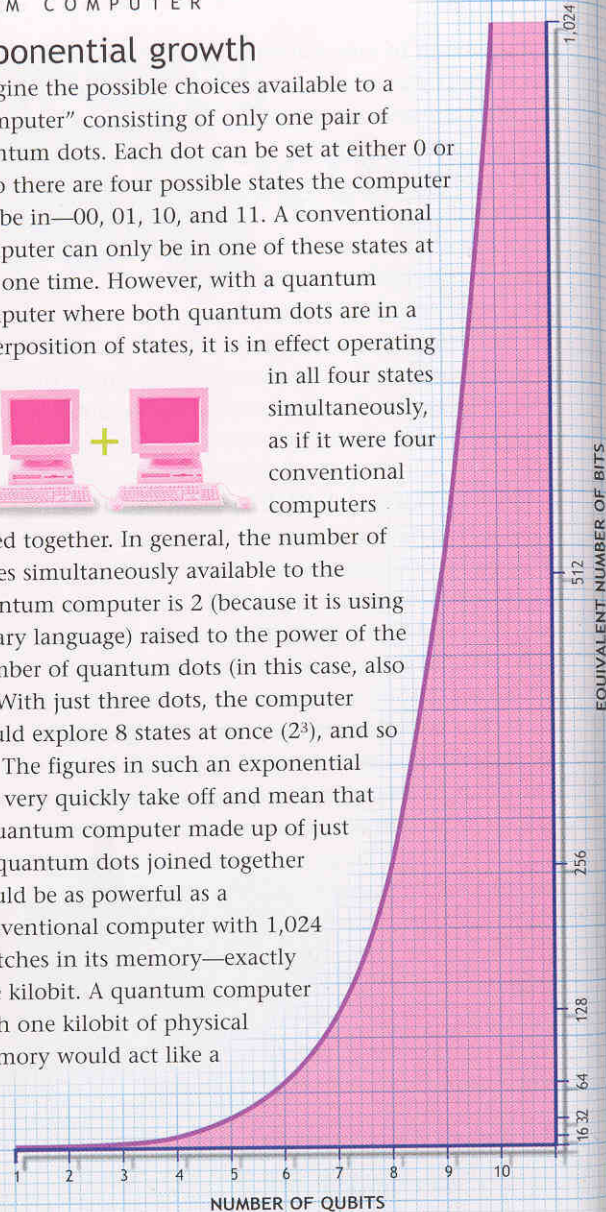 M COMPUTER
ponential growth
gine the possible choices available to a
mputer” consisting of only one pair of
ntum dots. Each dot can be set at either 0 or
o there are four possible states the computer
be in—00, 01, 10, and 11. A conventional
puter can only be in one of these states at
one time. However, with a quantum
puter where both quantum dots are in a
erposition of states, it is in effect operating
in all four states
simultaneously,
as if it were four
conventional
computers
ed together. In general, the number of
es simultaneously available to the
ntum computer is 2 (because it is using
ary language) raised to the power of the
nber of quantum dots (in this case, also
With just three dots, the computer
uld explore 8 states at once (2³), and so
The figures in such an exponential
very quickly take off and mean that
uantum computer made up of just
quantum dots joined together
uld be as powerful as a
ventional computer with 1,024
tches in its memory—exactly
e kilobit. A quantum computer
h one kilobit of physical
mory would act like a
1,024
512
256
128
64
32
16
EQUIVALENT NUMBER OF BITS
1 2 3 4 5 6 7 8 9 10
NUMBER OF QUBITS